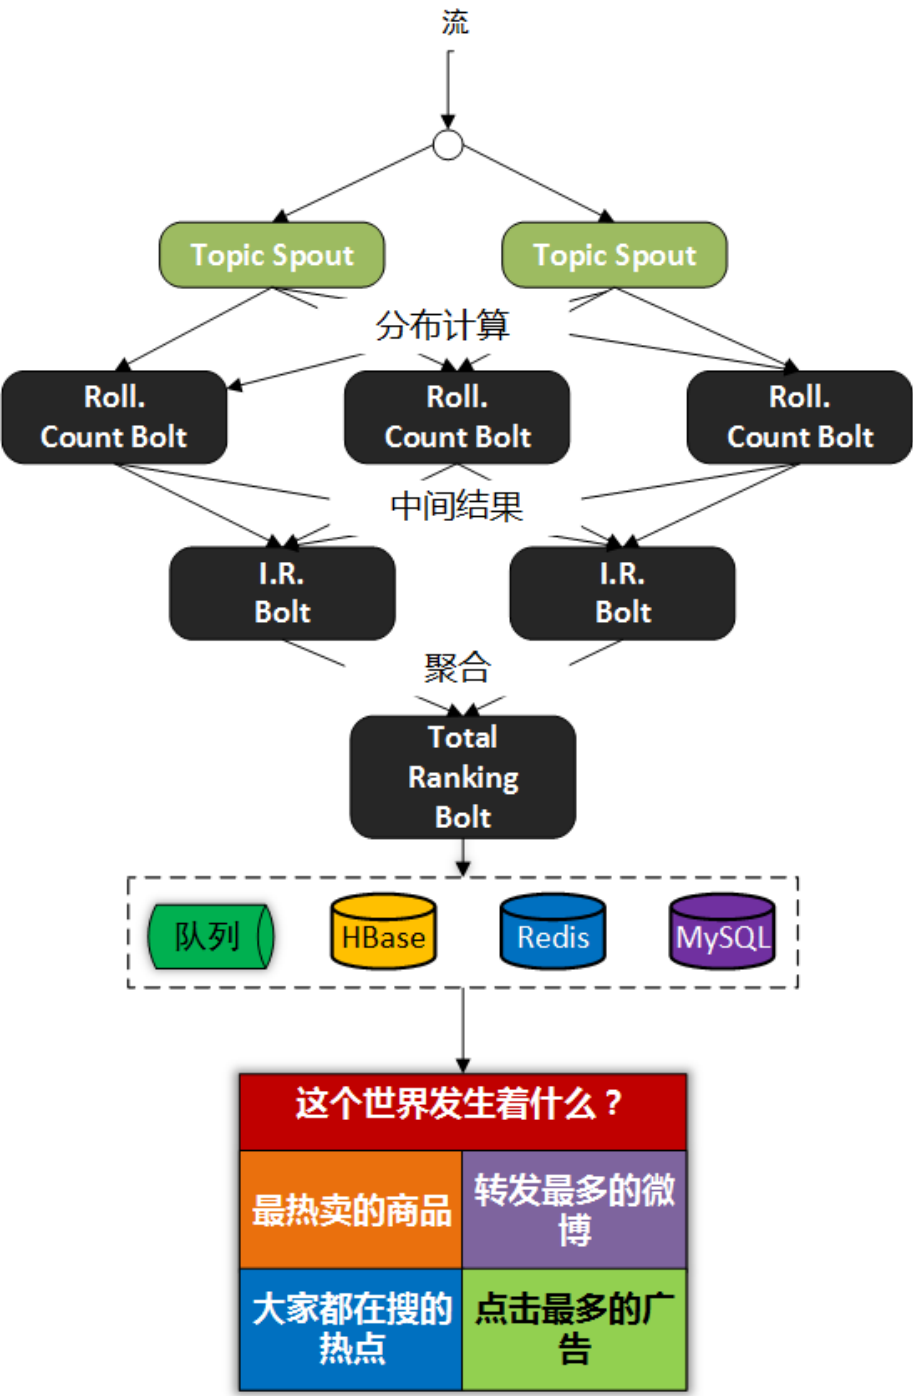 流
Topic Spout
Topic Spout
分布计算
Roll.
Count Bolt
Roll.
Count Bolt
Roll.
Count Bolt
中间结果
I.R.
Bolt
I.R.
Bolt
聚合
Total
Ranking
Bolt
队列
HBase
Redis
MySQL
这个世界发生着什么？
最热卖的商品
转发最多的微
博
大家都在搜的
热点
点击最多的广
告